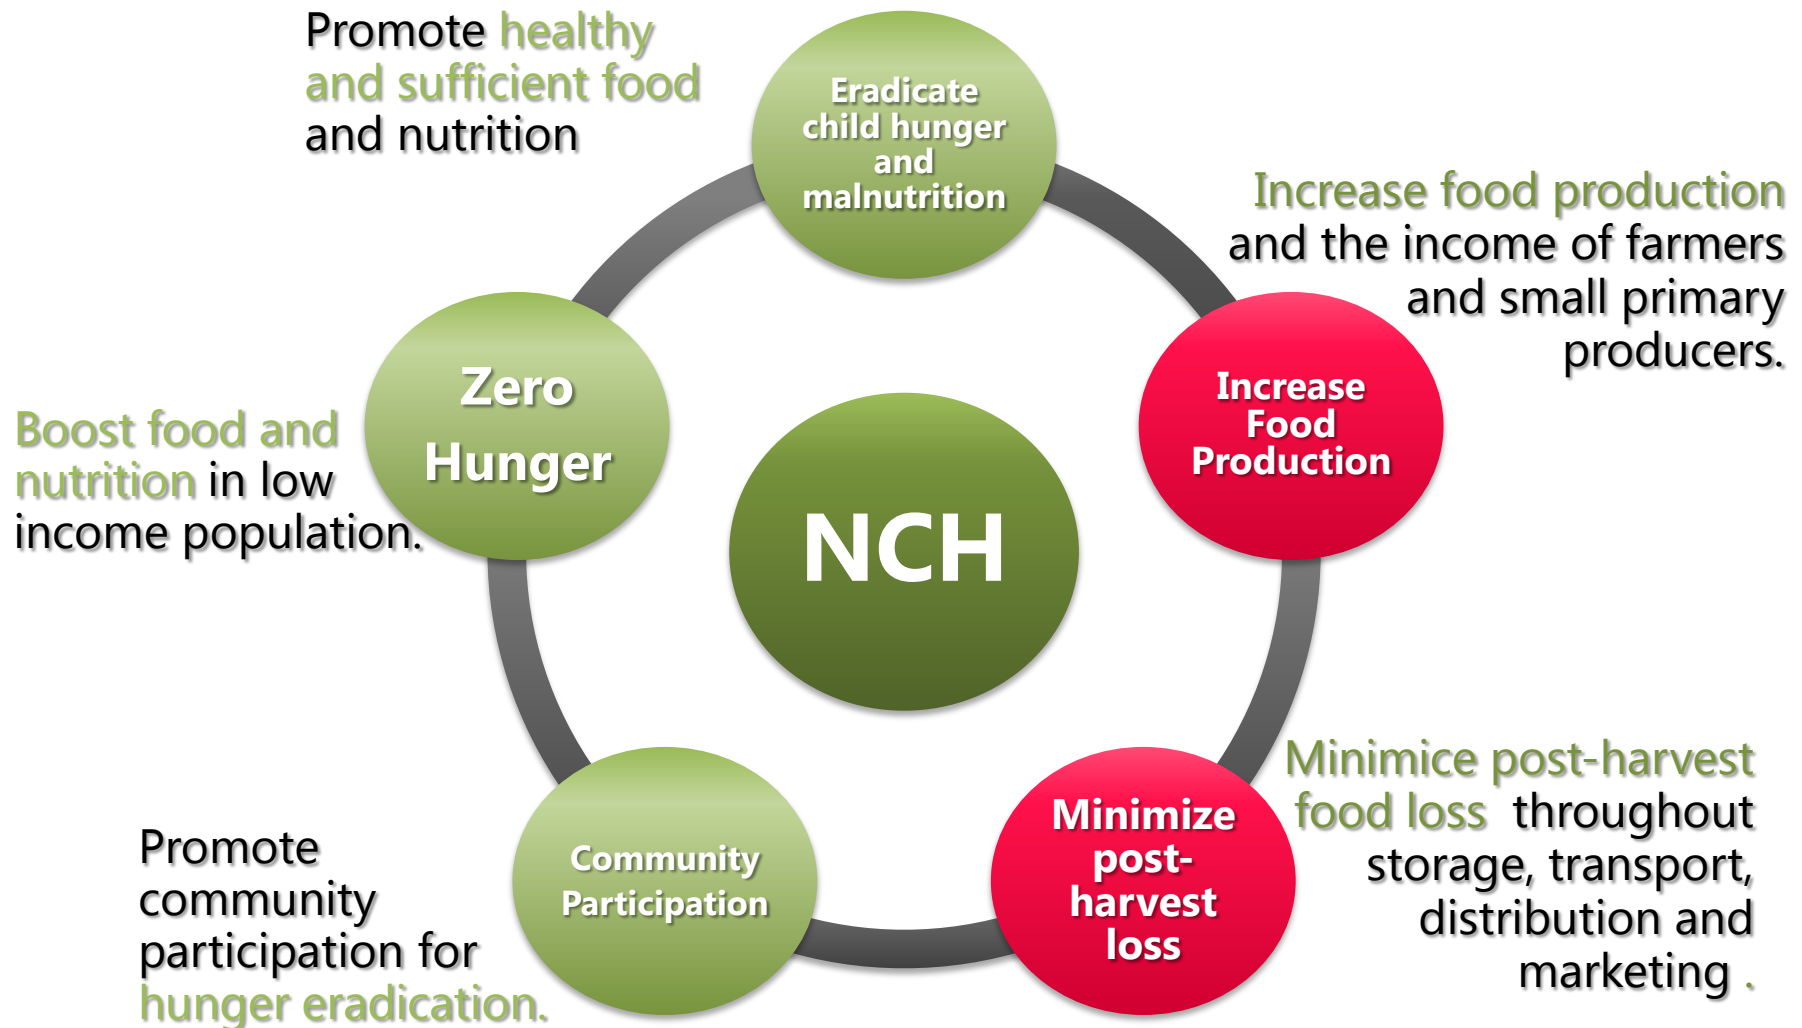 Promote healthy
and sufficient food
and nutrition
Eradicate
child hunger
and
malnutrition
Increase food production
and the income of farmers
and small primary
producers.
Zero
Hunger
Increase
Food
Production
Boost food and
nutrition in low
income population.
NCH
Minimice post-harvest
food loss throughout
storage, transport,
distribution and
marketing .
Minimize
post-
harvest
loss
Community
Participation
Promote
community
participation for
hunger eradication.